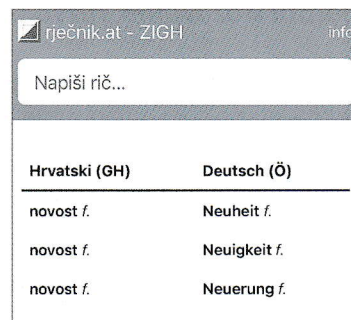 rječnik.at - ZIGH
info
Napiši rič...
Hrvatski (GH) Deutsch (Ö)
novost f. Neuheit f.
novost f. Neuigkeit f.
novost f. Neuerung f.